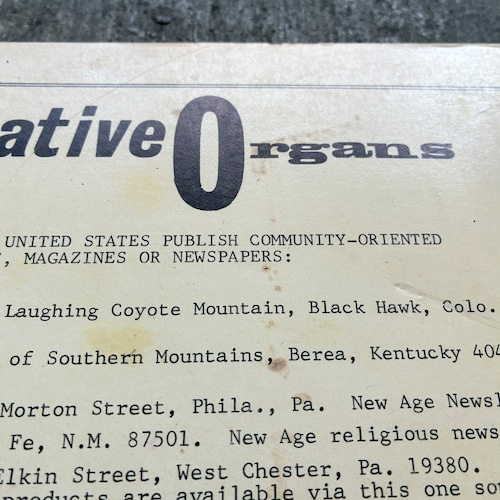 ative Organs
UNITED STATES PUBLISH COMMUNITY-ORIENTED
, MAGAZINES OR NEWSPAPERS:
Laughing Coyote Mountain, Black Hawk, Colo.
of Southern Mountains, Berea, Kentucky 404
Morton Street, Phila., Pa. New Age Newsl
Fe, N.M. 87501. New Age religious news
Elkin Street, West Chester, Pa. 19380.
products are available via this one so